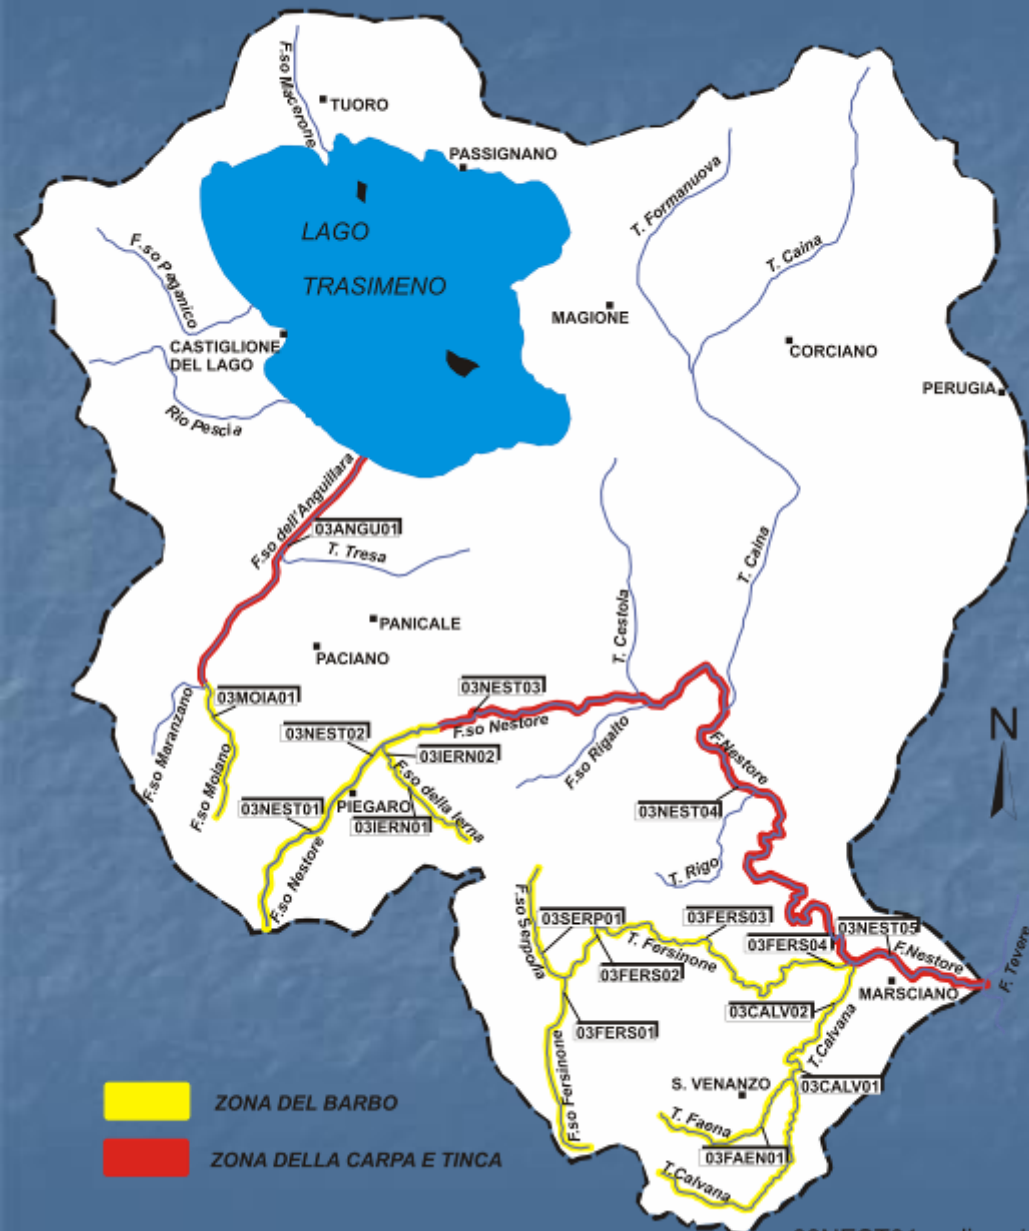 F.so Macerone
TUORO
PASSIGNANO
LAGO
TRASIMENO
T. Formanuova
T. Caina
F.so Paganico
MAGIONE
CASTIGLIONE
DEL LAGO
CORCIANO
PERUGIA
Rio Pescia
F.so dell'Anguillara
03ANGU01
T. Tresa
T. Caina
T. Cestola
PANICALE
PACIANO
03MOIA01
03NEST03
F.so Nestore
03NEST02
03IERN02
F.so Maranzano
F.so Moiano
F.so Rigalto
F.Nestore
N
03NEST01
PIEGARO
F.so della Ierna
03IERN01
03NEST04
F.so Nestore
T. Rigo
F.so Serpolla
03SERP01
03FERS03
03NEST05
T. Fersinone
03FERS04
F.Nestore
03FERS02
MARSCIANO
F. Tevere
03CALV02
03FERS01
T.Calvana
F.so Fersinone
S. VENANZO
03CALV01
ZONA DEL BARBO
T. Faena
03FAEN01
ZONA DELLA CARPA E TINCA
T.Calvana